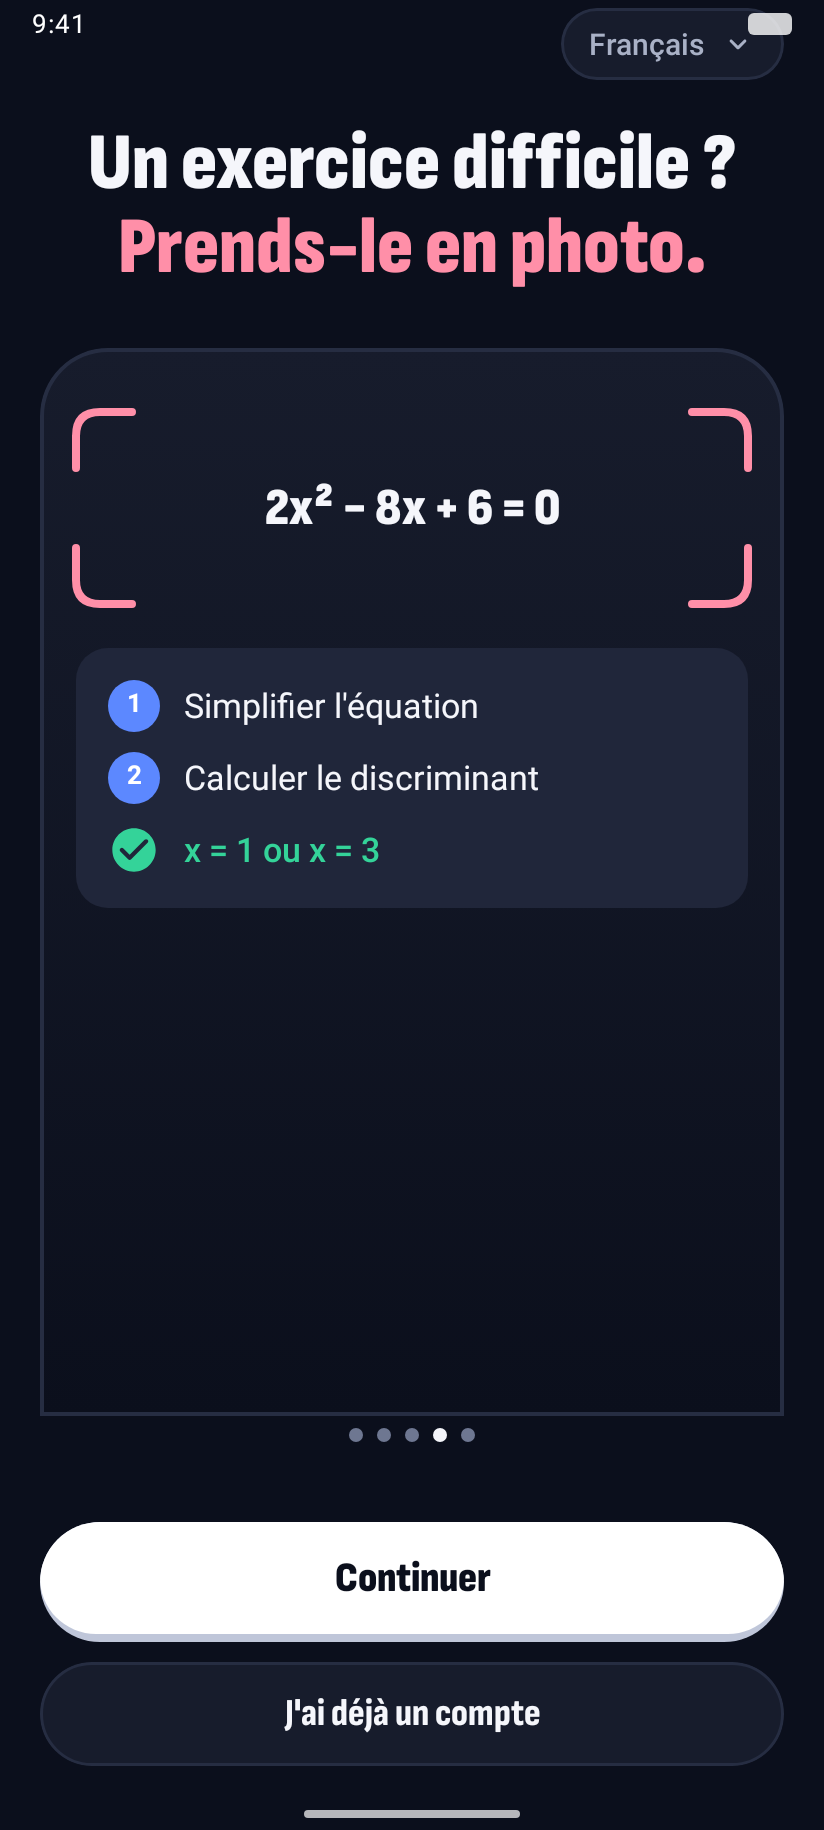 9:41
Français
Un exercice difficile ?
Prends-le en photo.
2x² - 8x + 6 = 0
1 Simplifier l'équation
2 Calculer le discriminant
x = 1 ou x = 3
Continuer
J'ai déjà un compte